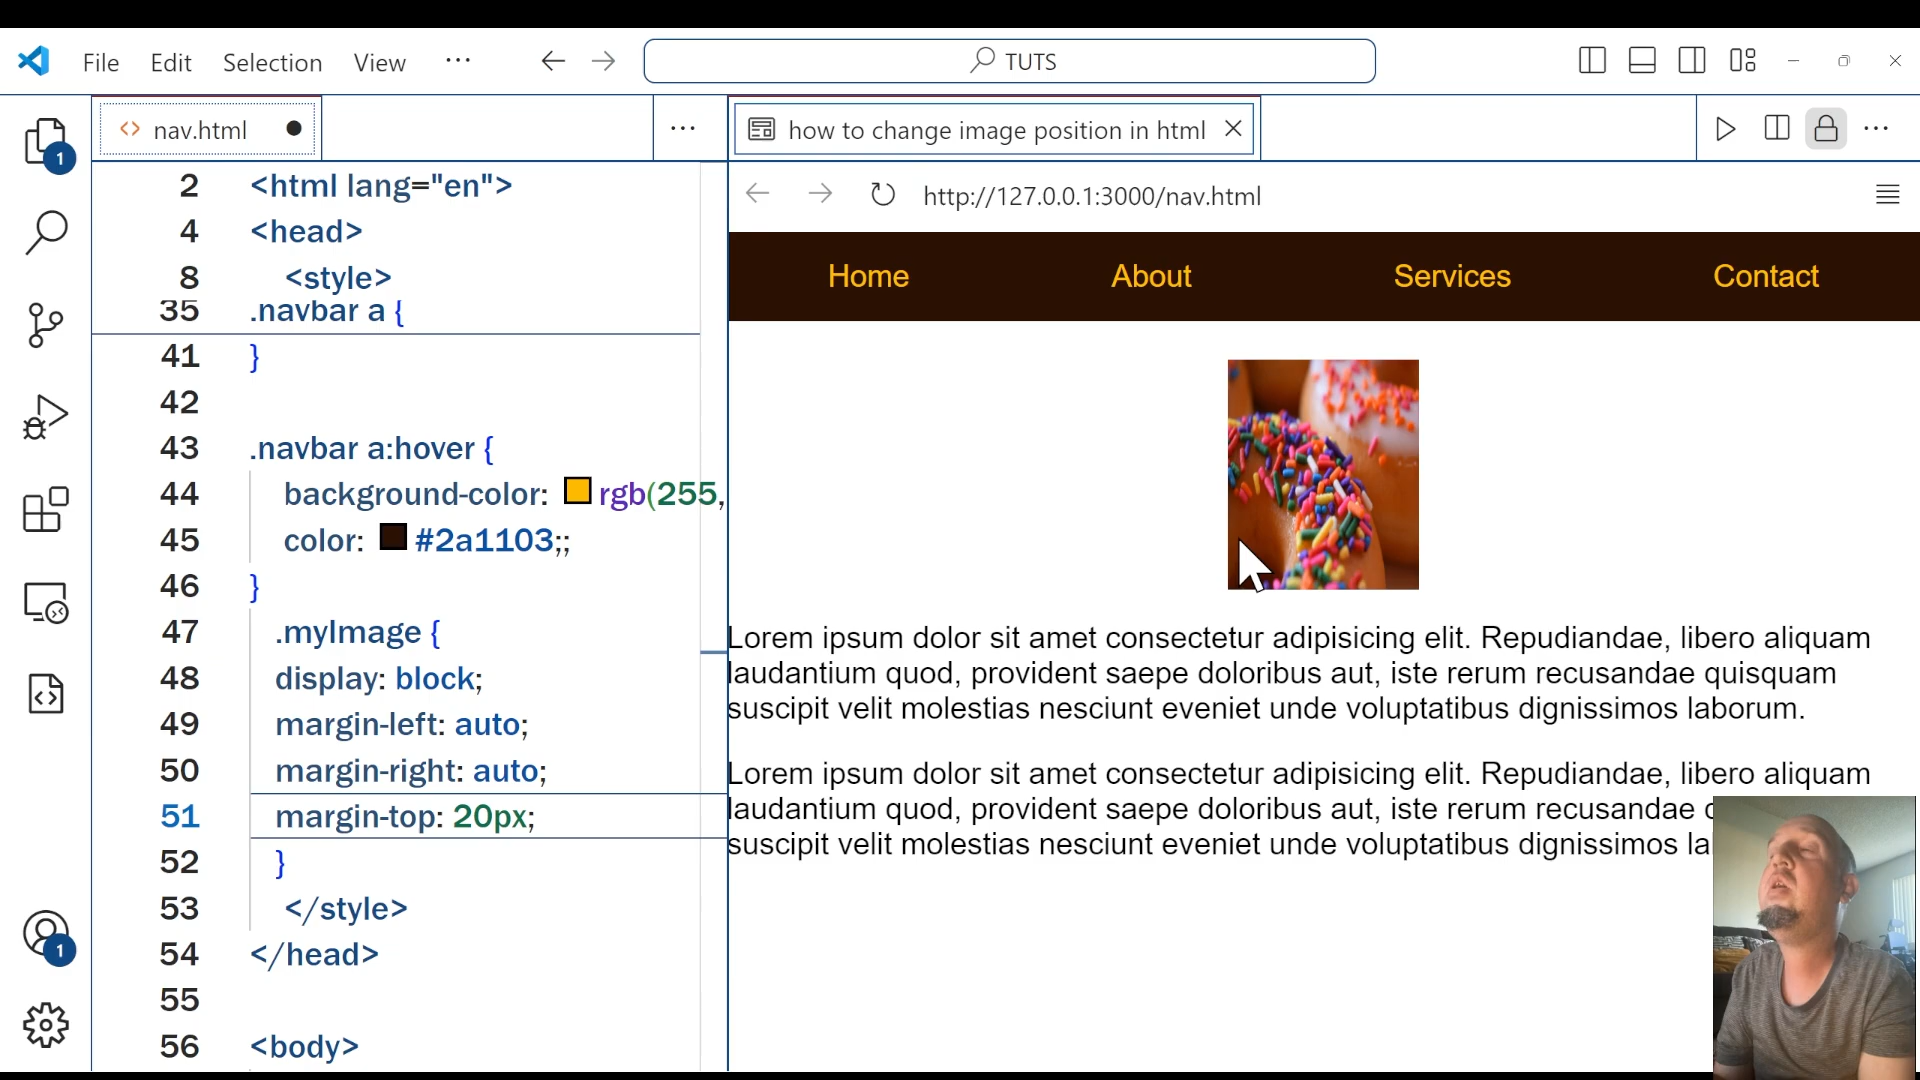 File Edit Selection View ... TUTS
nav.html
...
how to change image position in html
...
http://127.0.0.1:3000/nav.html
1
1
2 <html lang="en">
4 <head>
8 <style>
35 .navbar a {
41 }
42
43 .navbar a:hover {
44 background-color: rgb(255,
45 color: #2a1103;;
46 }
47 .myImage {
48 display: block;
49 margin-left: auto;
50 margin-right: auto;
51 margin-top: 20px;
52 }
53 </style>
54 </head>
55
56 <body>
Home About Services Contact
Lorem ipsum dolor sit amet consectetur adipisicing elit. Repudiandae, libero aliquam
laudantium quod, provident saepe doloribus aut, iste rerum recusandae quisquam
suscipit velit molestias nesciunt eveniet unde voluptatibus dignissimos laborum.
Lorem ipsum dolor sit amet consectetur adipisicing elit. Repudiandae, libero aliquam
laudantium quod, provident saepe doloribus aut, iste rerum recusandae
suscipit velit molestias nesciunt eveniet unde voluptatibus dignissimos la